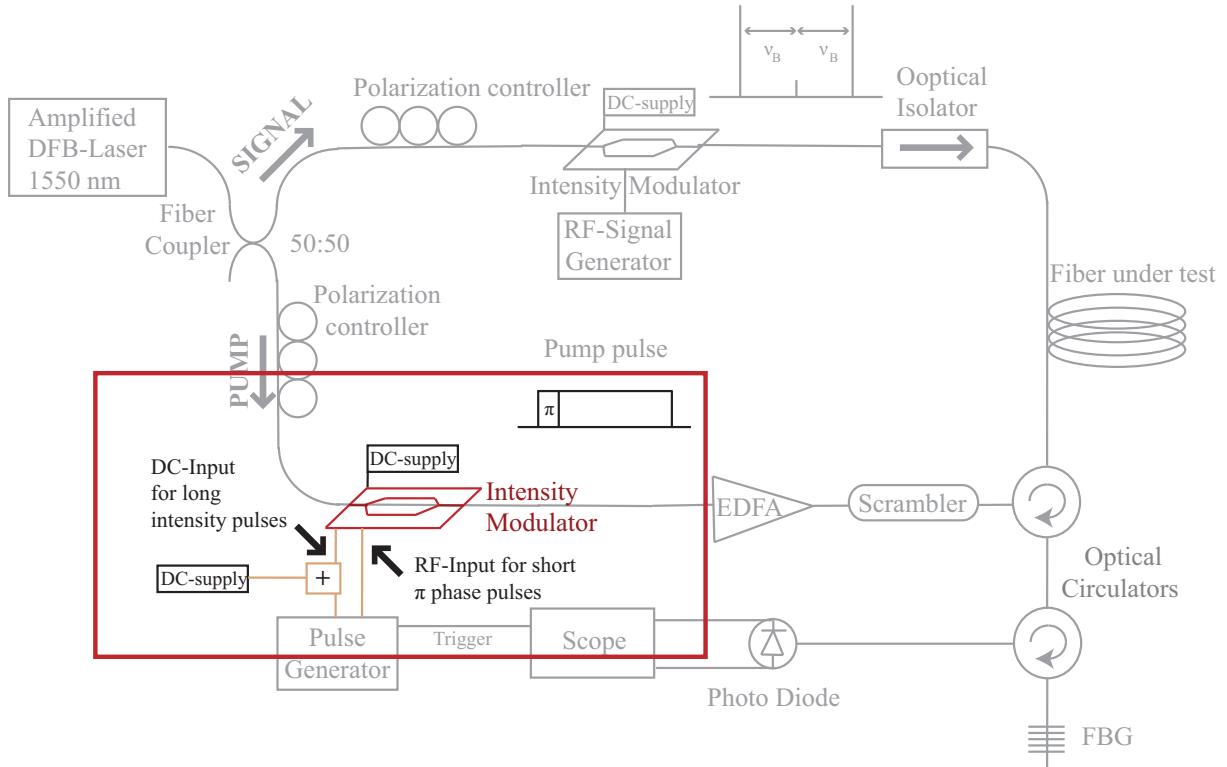 Amplified
DFB-Laser
1550 nm
SIGNAL
Polarization controller
DC-supply
Intensity Modulator
RF-Signal
Generator
ν_B
ν_B
Ooptical
Isolator
Fiber
Coupler
50:50
Polarization
controller
Fiber under test
PUMP
Pump pulse
π
DC-Input
for long
intensity pulses
DC-supply
Intensity
Modulator
EDFA
Scrambler
DC-supply
+
RF-Input for short
π phase pulses
Optical
Circulators
Pulse
Generator
Trigger
Scope
Photo Diode
FBG